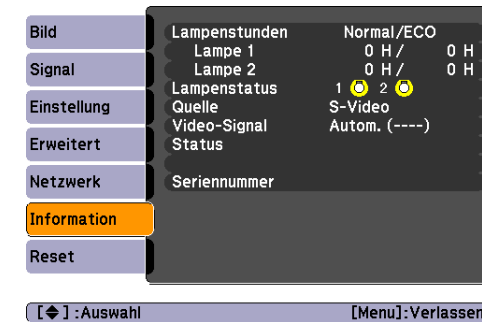 Bild
Signal
Einstellung
Erweitert
Netzwerk
Information
Reset
Lampenstunden Normal/ECO
Lampe 1 0 H/ 0 H
Lampe 2 0 H/ 0 H
Lampenstatus 1 2
Quelle S-Video
Video-Signal Autom. (----)
Status
Seriennummer
[◆] :Auswahl [Menu]:Verlassen